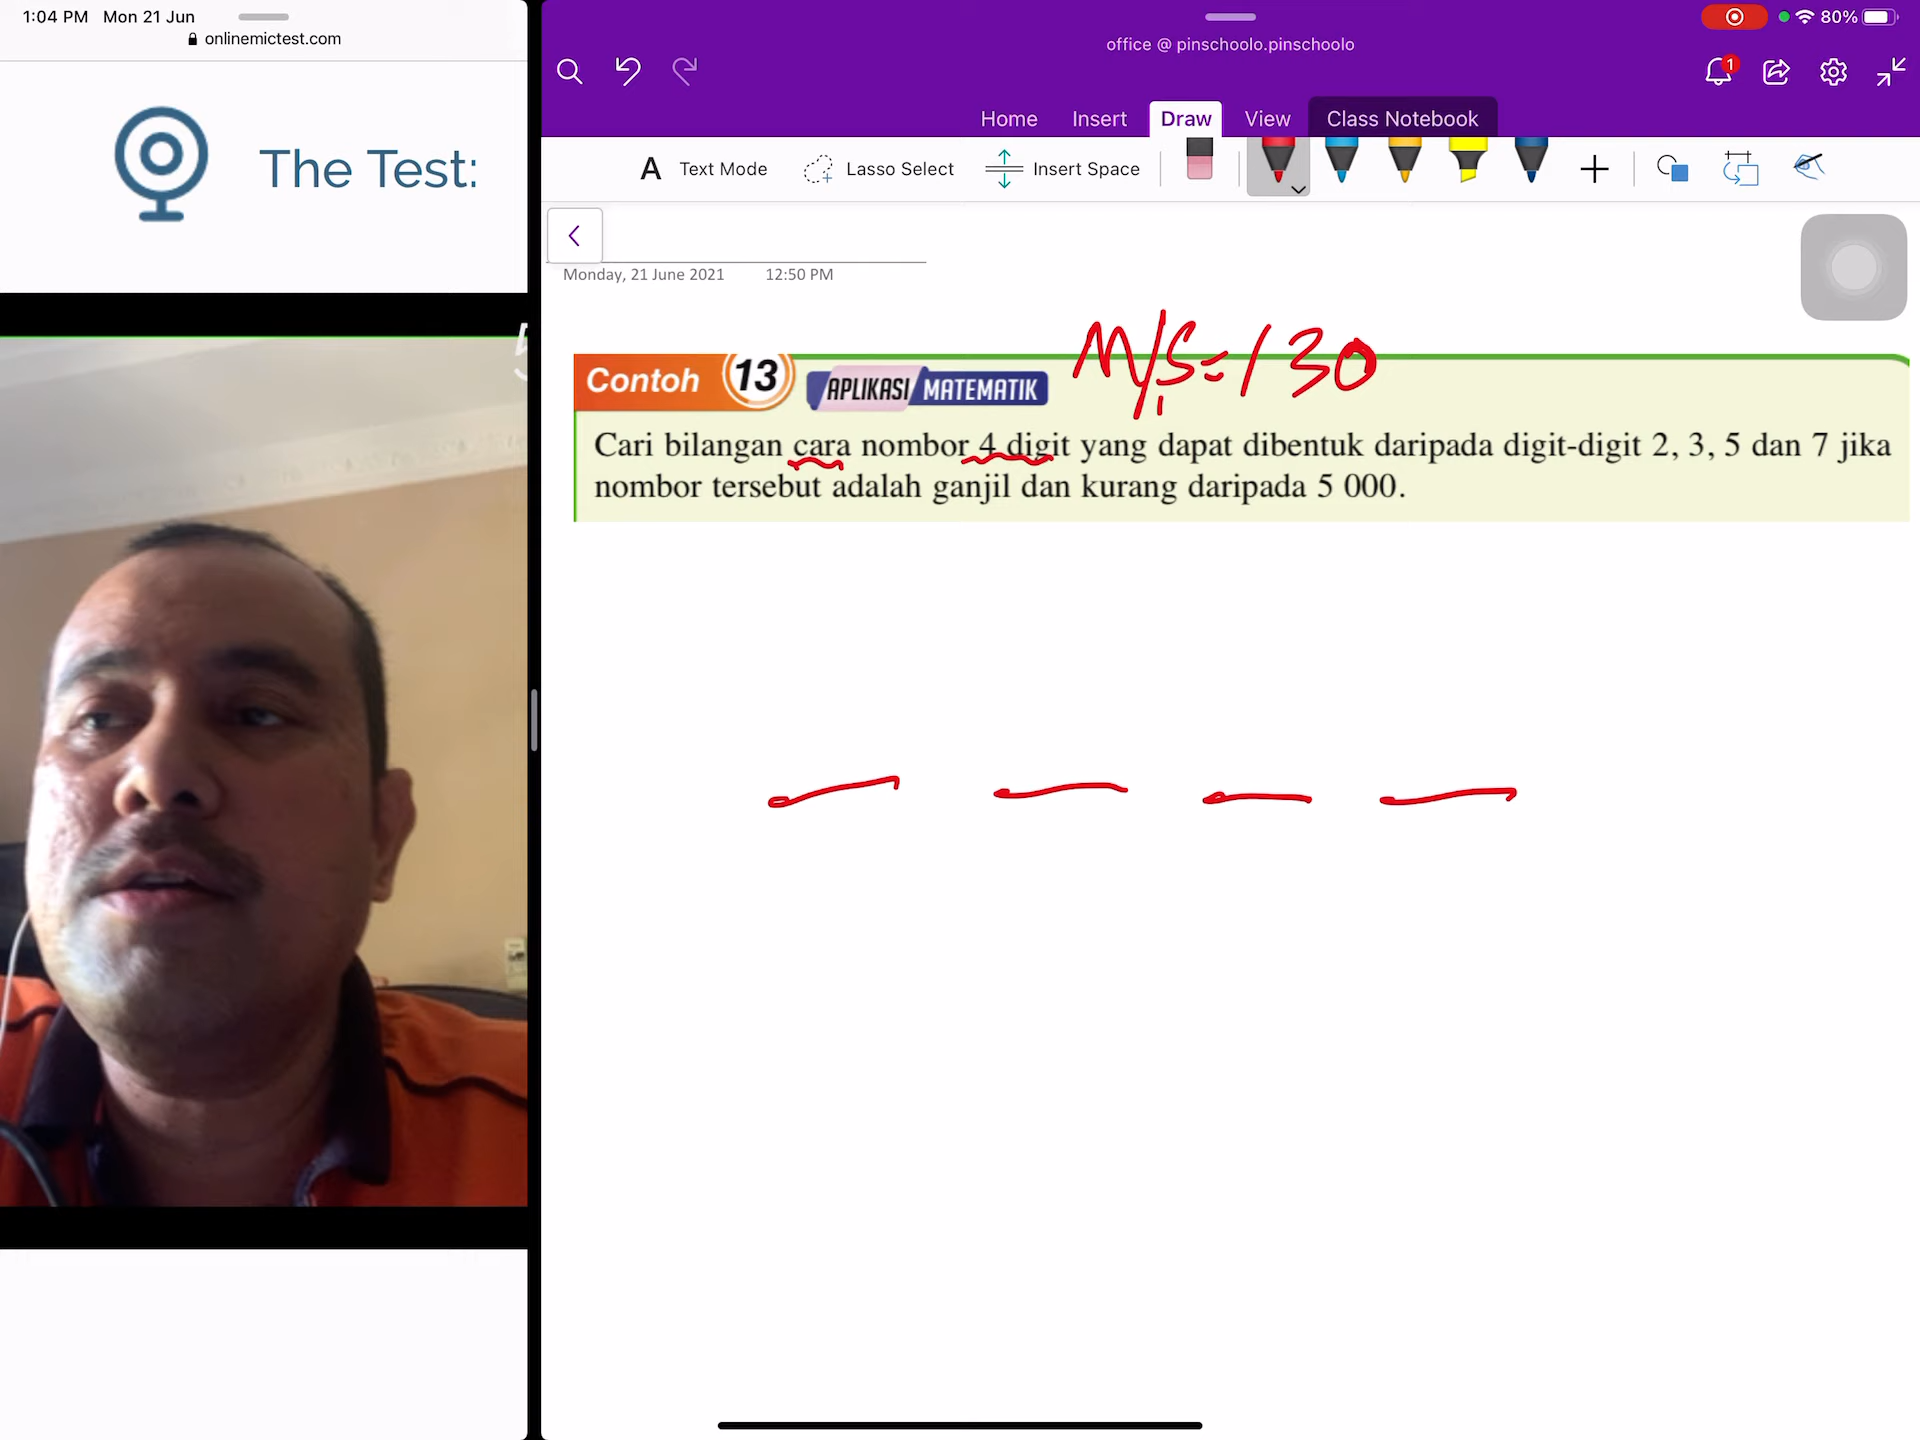 1:04 PM Mon 21 Jun
onlinemictest.com
The Test:
80%
office @ pinschoolo.pinschoolo
1
Home Insert Draw View Class Notebook
A Text Mode Lasso Select Insert Space
Monday, 21 June 2021 12:50 PM
M/S = 130
Contoh 13 APLIKASI MATEMATIK
Cari bilangan cara nombor 4 digit yang dapat dibentuk daripada digit-digit 2, 3, 5 dan 7 jika
nombor tersebut adalah ganjil dan kurang daripada 5 000.